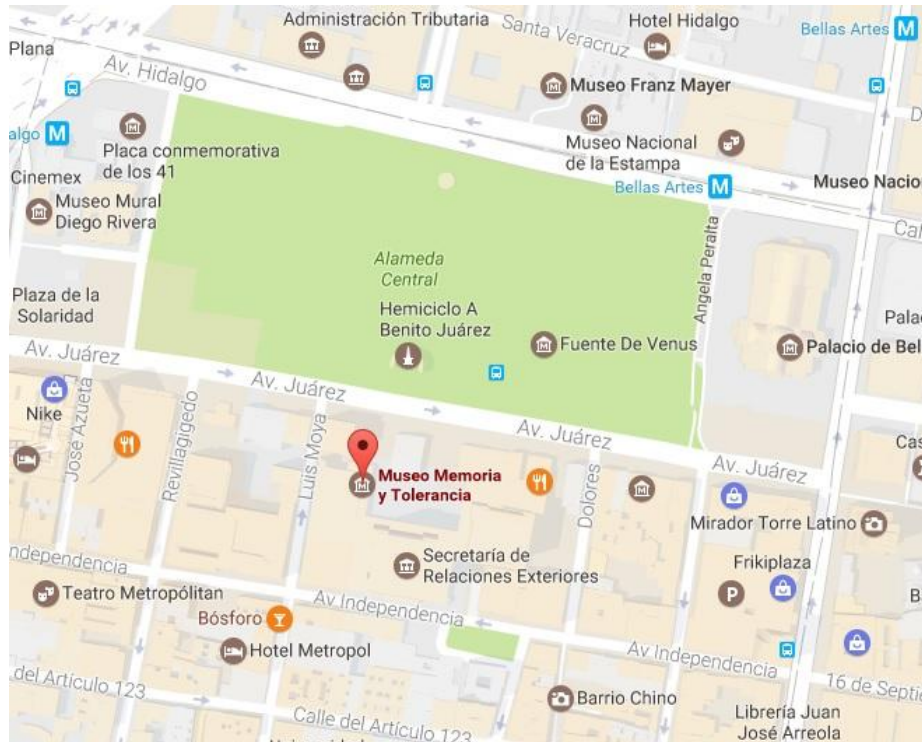 Administración Tributaria
Santa Veracruz
Hotel Hidalgo
Bellas Artes M
Plana
Av. Hidalgo
Museo Franz Mayer
algo M
Placa conmemorativa
de los 41
Museo Nacional
de la Estampa
Cinemex
Bellas Artes M
Museo Nacio
Museo Mural
Diego Rivera
Angela Peralta
Alameda
Central
Plaza de la
Solaridad
Hemiciclo A
Benito Juárez
Fuente De Venus
Palac
Palacio de Bel
Av. Juárez
Av. Juárez
Av. Juárez
Av. Juárez
Nike
José Azueta
Revillagigedo
Luis Moya
Museo Memoria
y Tolerancia
Dolores
Cas
Mirador Torre Latino
Secretaría de
Relaciones Exteriores
Frikiplaza
P
ndependencia
Teatro Metropólitan
Av Independencia
Bósforo
Hotel Metropol
Av Independencia
16 de Septi
del Artículo 123
Barrio Chino
Calle del Artículo 123
Librería Juan
José Arreola